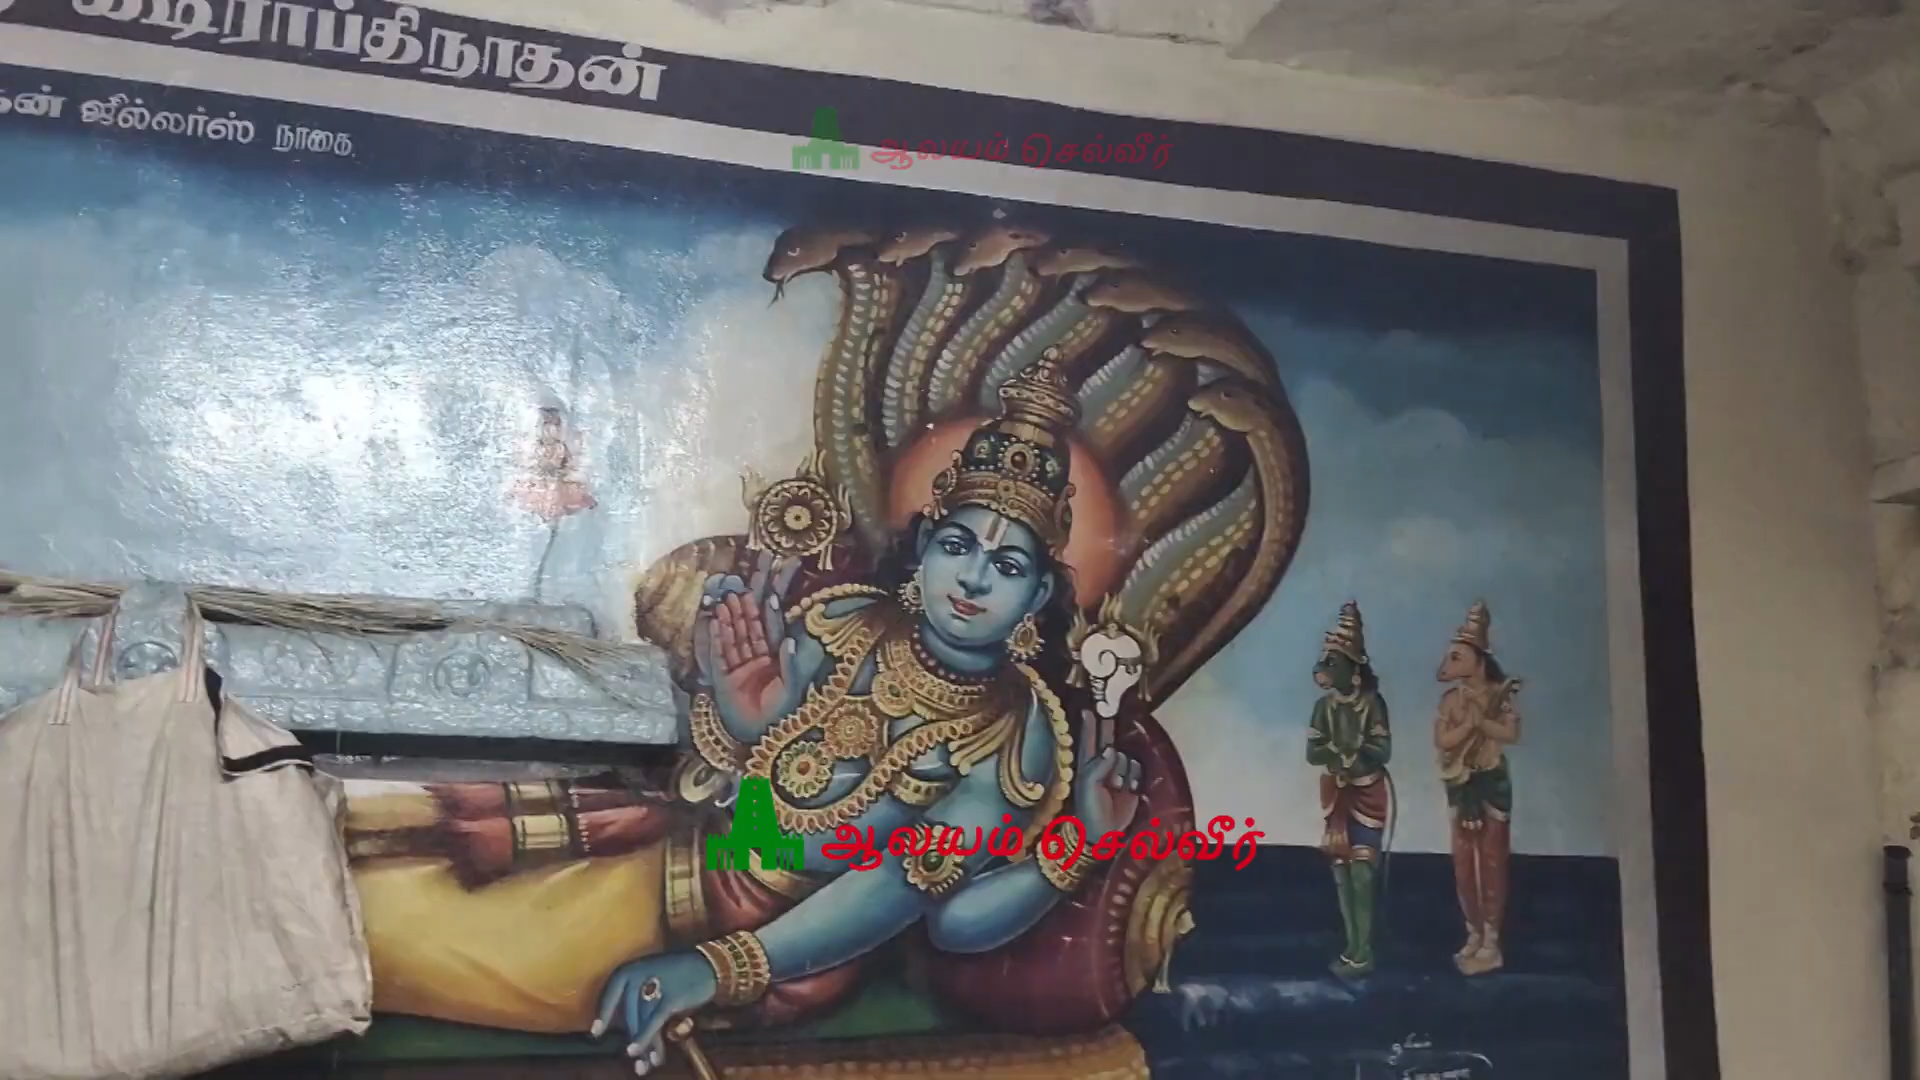 க்ஷீராப்திநாதன்
ஜீல்லர்ஸ் நாகை.
ஆலயம் செல்வீர்
ஆலயம் செல்வீர்